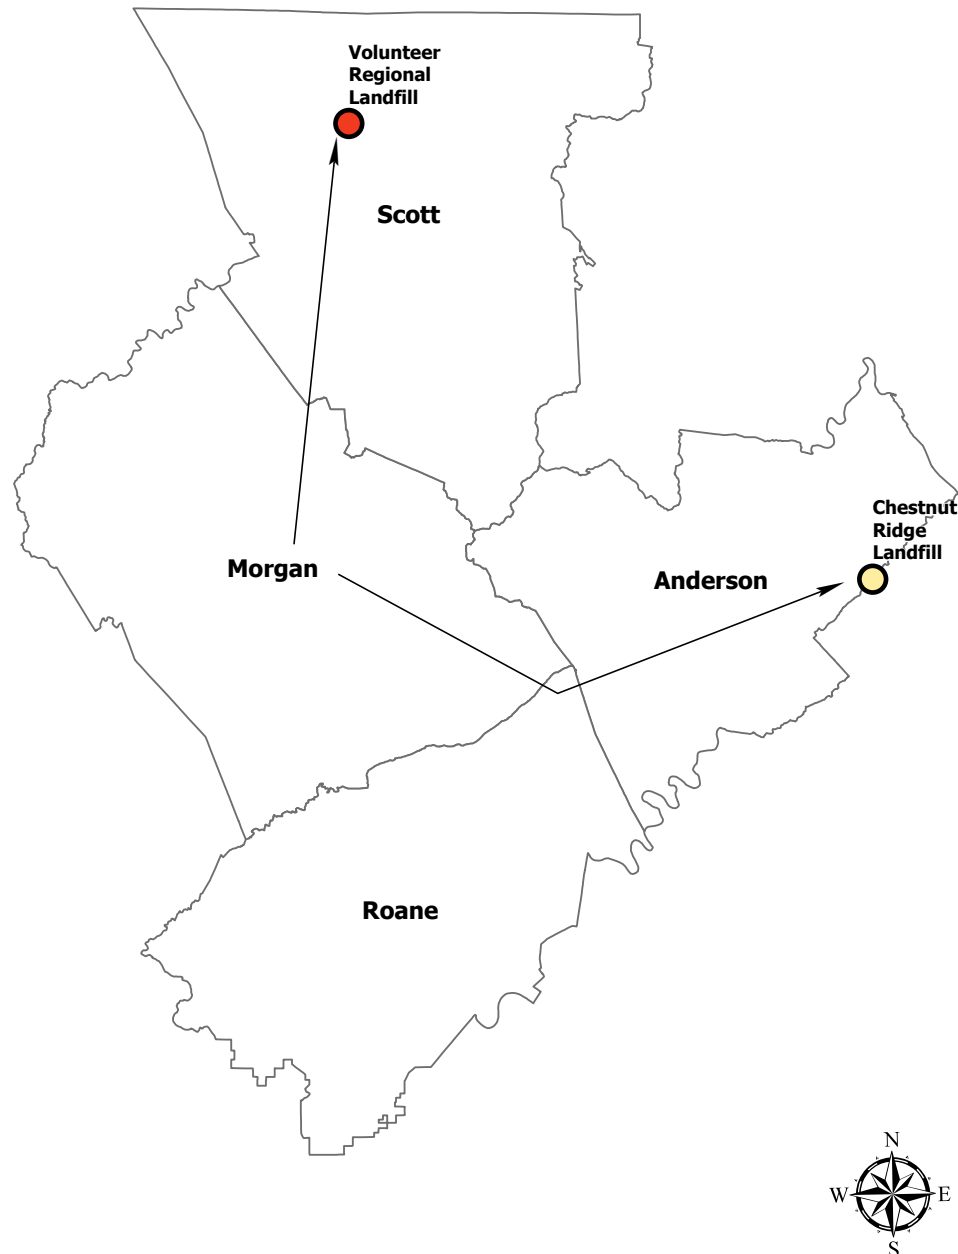 Volunteer
Regional
Landfill
Scott
Chestnut
Ridge
Landfill
Morgan
Anderson
Roane
N
W E
S